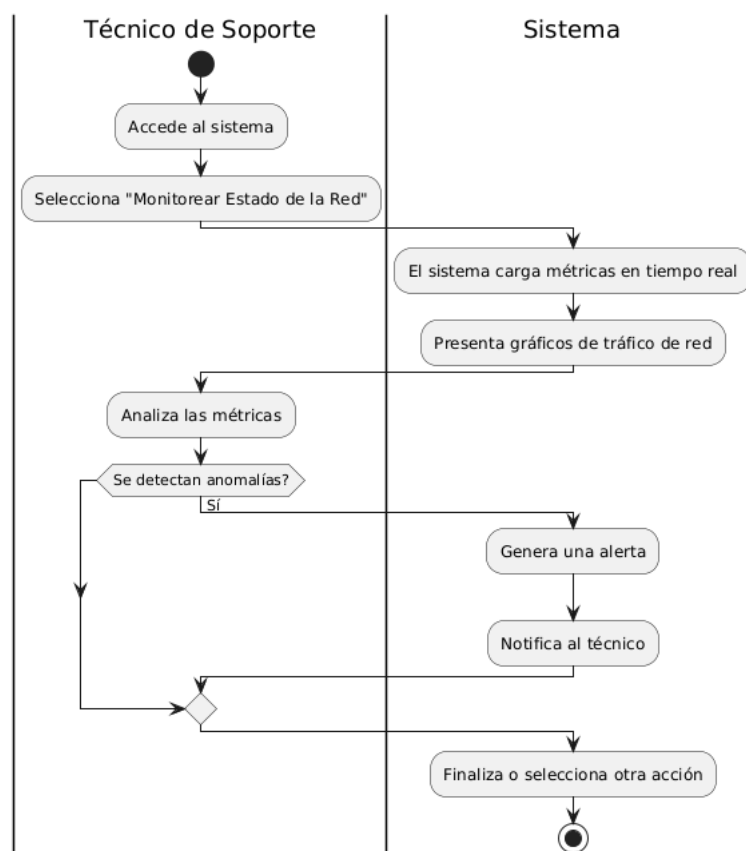 Técnico de Soporte
Sistema
Accede al sistema
Selecciona "Monitorear Estado de la Red"
El sistema carga métricas en tiempo real
Presenta gráficos de tráfico de red
Analiza las métricas
Se detectan anomalías?
Sí
Genera una alerta
Notifica al técnico
Finaliza o selecciona otra acción